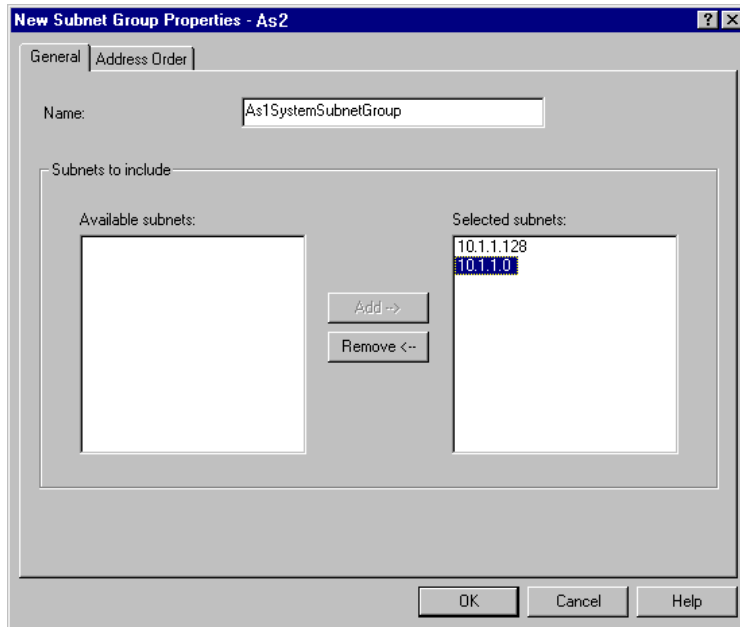 New Subnet Group Properties - As2
General
Address Order
Name:
As1SystemSubnetGroup
Subnets to include
Available subnets:
Selected subnets:
10.1.1.128
10.1.1.0
Add -->
Remove <--
OK
Cancel
Help